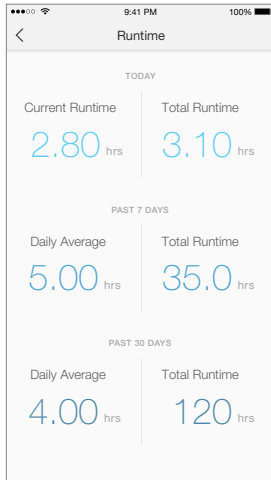 9:41 PM 100%
Runtime
TODAY
Current Runtime Total Runtime
2.80 hrs 3.10 hrs
PAST 7 DAYS
Daily Average Total Runtime
5.00 hrs 35.0 hrs
PAST 30 DAYS
Daily Average Total Runtime
4.00 hrs 120 hrs